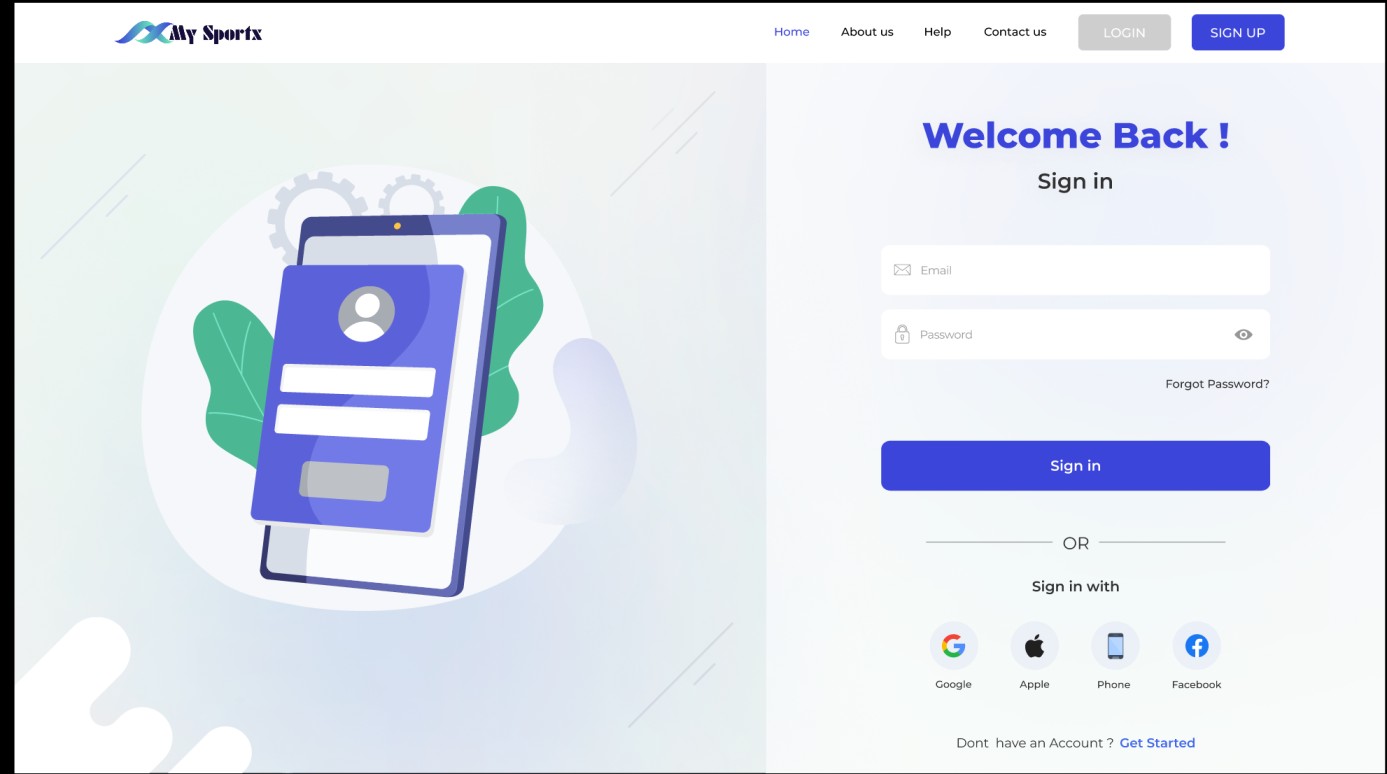 My Sportx
Home About us Help Contact us LOGIN SIGN UP
Welcome Back !
Sign in
Email
Password
Forgot Password?
Sign in
OR
Sign in with
Google Apple Phone Facebook
Dont have an Account ? Get Started